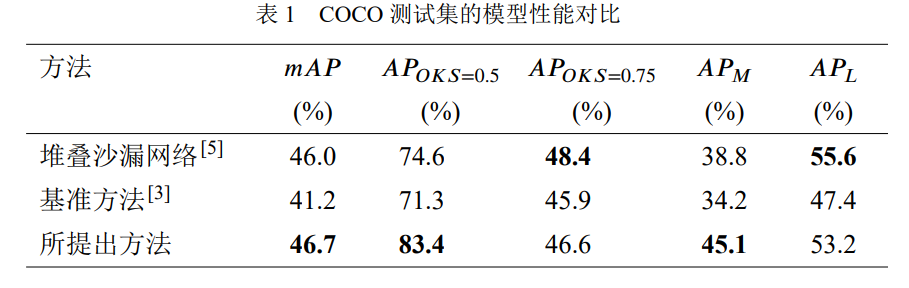 表 1 COCO 测试集的模型性能对比
方法 mAP AP_{OKS=0.5} AP_{OKS=0.75} AP_M AP_L
(%) (%) (%) (%) (%)
堆叠沙漏网络[5] 46.0 74.6 48.4 38.8 55.6
基准方法[3] 41.2 71.3 45.9 34.2 47.4
所提出方法 46.7 83.4 46.6 45.1 53.2